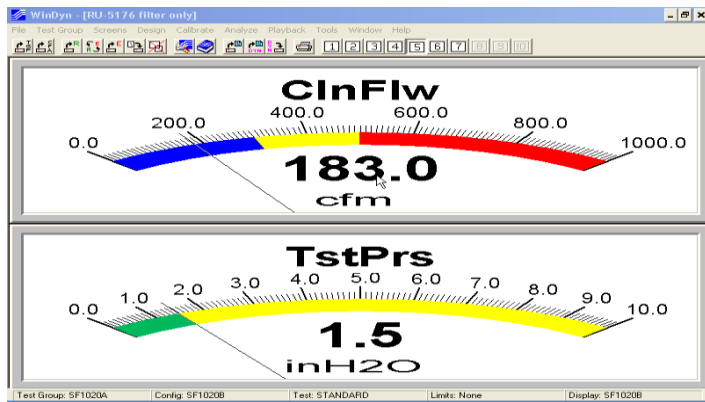 WinDyn - [RU-5176 filter only]
File Test Group Screens Design Calibrate Analyze Playback Tools Window Help
1 2 3 4 5 6 7 8 9 10
ClnFlw
0.0 200.0 400.0 600.0 800.0 1000.0
183.0
cfm
TstPrs
0.0 1.0 2.0 3.0 4.0 5.0 6.0 7.0 8.0 9.0 10.0
1.5
inH2O
Test Group: SF1020A Config: SF1020B Test: STANDARD Limits: None Display: SF1020B